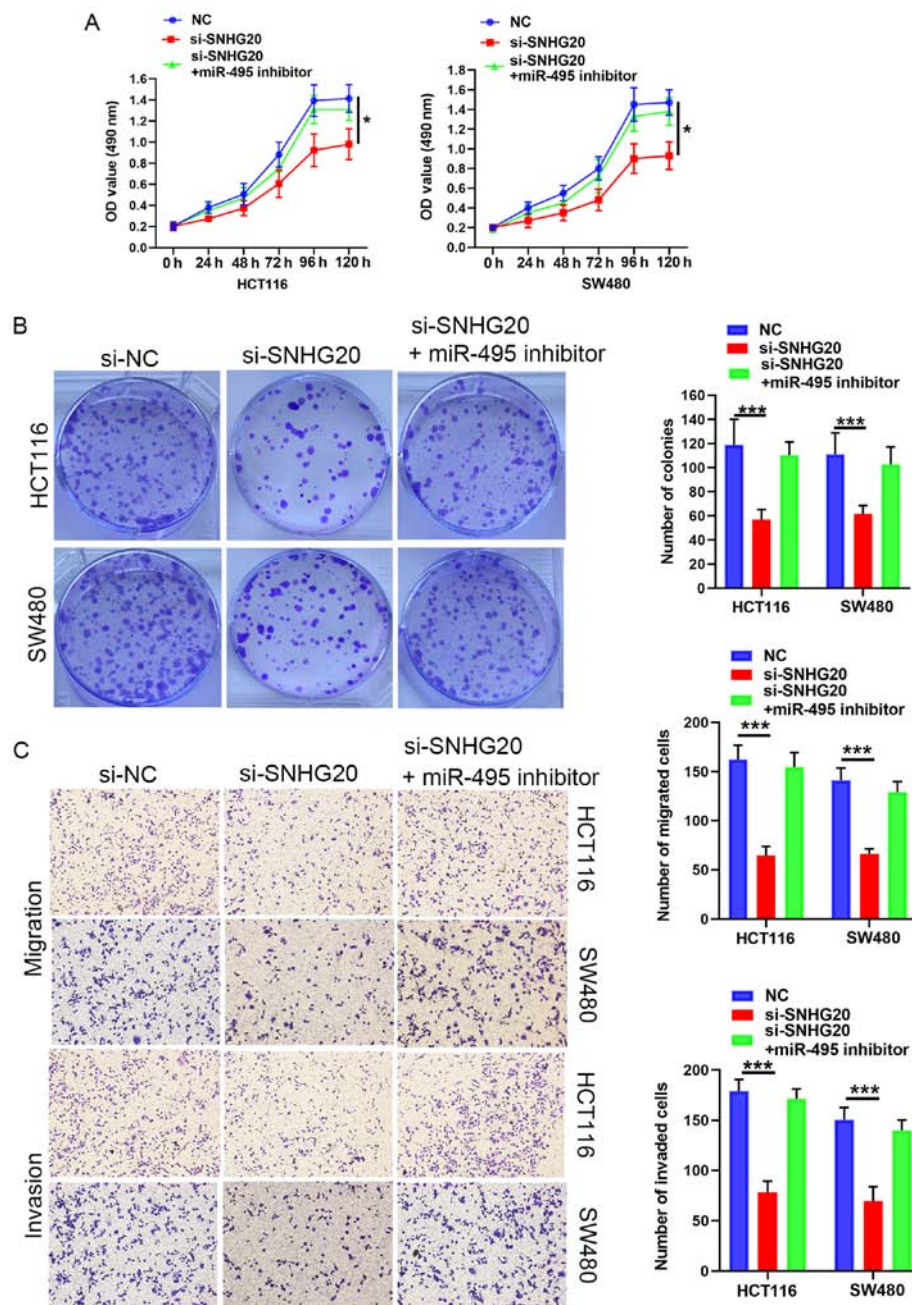 A
NC
si-SNHG20
si-SNHG20
+miR-495 inhibitor
OD value (490 nm)
1.6
1.4
1.2
1.0
0.8
0.6
0.4
0.2
0.0
0 h 24 h 48 h 72 h 96 h 120 h
HCT116
*
NC
si-SNHG20
si-SNHG20
+miR-495 inhibitor
OD value (490 nm)
1.8
1.6
1.4
1.2
1.0
0.8
0.6
0.4
0.2
0.0
0 h 24 h 48 h 72 h 96 h 120 h
SW480
*
B
si-NC
si-SNHG20
si-SNHG20
+ miR-495 inhibitor
HCT116
SW480
NC
si-SNHG20
si-SNHG20
+miR-495 inhibitor
Number of colonies
160
140
120
100
80
60
40
20
0
***
***
HCT116 SW480
C
si-NC
si-SNHG20
si-SNHG20
+ miR-495 inhibitor
Migration
HCT116
SW480
Invasion
HCT116
SW480
NC
si-SNHG20
si-SNHG20
+miR-495 inhibitor
Number of migrated cells
200
150
100
50
0
***
***
HCT116 SW480
NC
si-SNHG20
si-SNHG20
+miR-495 inhibitor
Number of invaded cells
200
150
100
50
0
***
***
HCT116 SW480